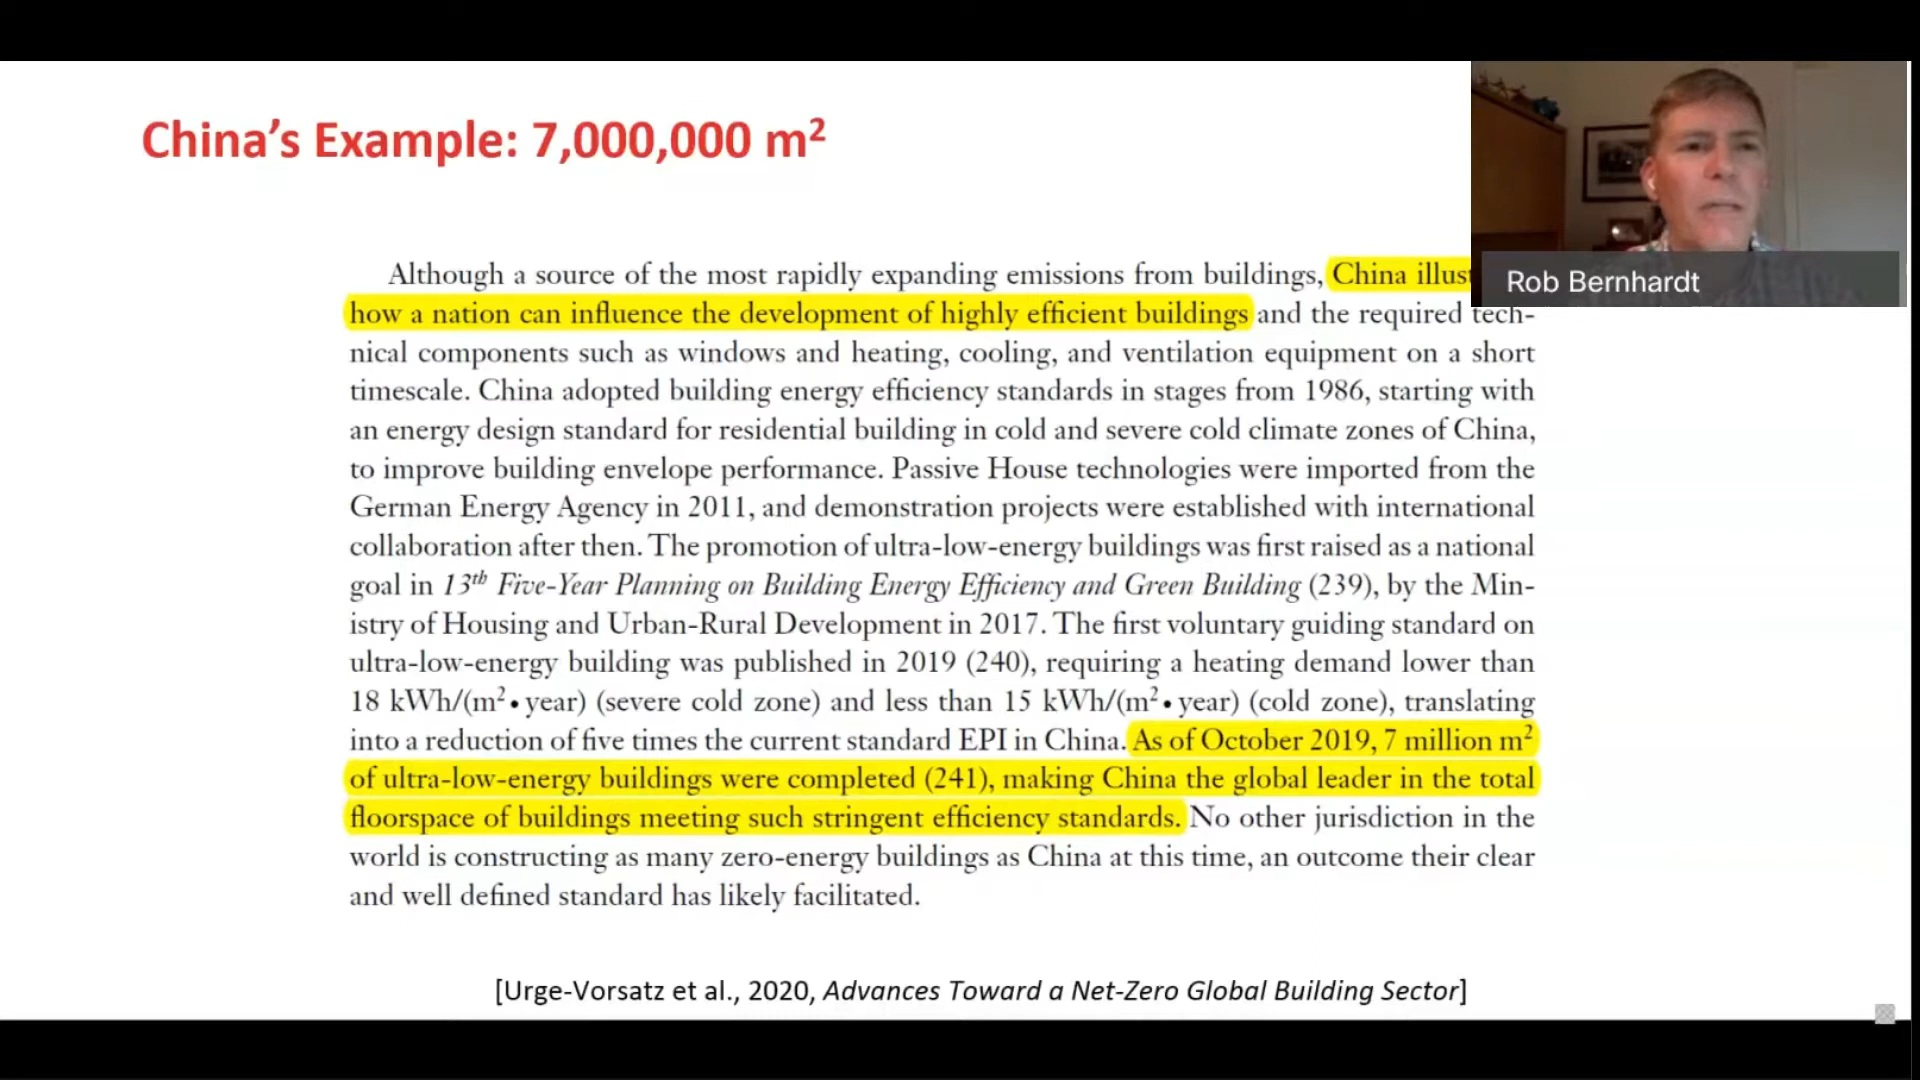 China’s Example: 7,000,000 m²
Rob Bernhardt
Although a source of the most rapidly expanding emissions from buildings, China illust
how a nation can influence the development of highly efficient buildings and the required tech-
nical components such as windows and heating, cooling, and ventilation equipment on a short
timescale. China adopted building energy efficiency standards in stages from 1986, starting with
an energy design standard for residential building in cold and severe cold climate zones of China,
to improve building envelope performance. Passive House technologies were imported from the
German Energy Agency in 2011, and demonstration projects were established with international
collaboration after then. The promotion of ultra-low-energy buildings was first raised as a national
goal in 13th Five-Year Planning on Building Energy Efficiency and Green Building (239), by the Min-
istry of Housing and Urban-Rural Development in 2017. The first voluntary guiding standard on
ultra-low-energy building was published in 2019 (240), requiring a heating demand lower than
18 kWh/(m²•year) (severe cold zone) and less than 15 kWh/(m²•year) (cold zone), translating
into a reduction of five times the current standard EPI in China. As of October 2019, 7 million m²
of ultra-low-energy buildings were completed (241), making China the global leader in the total
floorspace of buildings meeting such stringent efficiency standards. No other jurisdiction in the
world is constructing as many zero-energy buildings as China at this time, an outcome their clear
and well defined standard has likely facilitated.
[Urge-Vorsatz et al., 2020, Advances Toward a Net-Zero Global Building Sector]